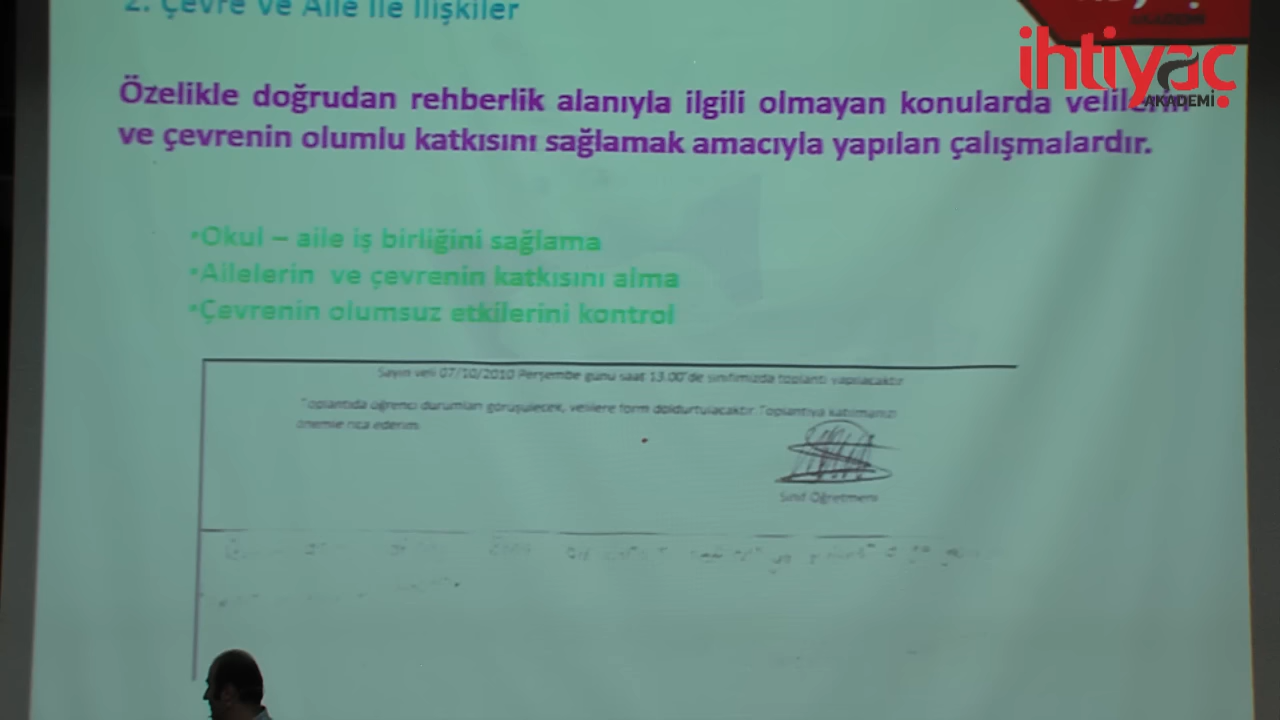 2. Çevre ve Aile ile İlişkiler
ihtiyaç
AKADEMİ
Özelikle doğrudan rehberlik alanıyla ilgili olmayan konularda velilerin
ve çevrenin olumlu katkısını sağlamak amacıyla yapılan çalışmalardır.
•Okul – aile iş birliğini sağlama
•Ailelerin ve çevrenin katkısını alma
•Çevrenin olumsuz etkilerini kontrol
Sayın veli 07/10/2010 Perşembe günü saat 13.00'de sınıfımızda toplantı yapılacaktır
Toplantıda öğrenci durumları görüşülecek, velilere form doldurtulacaktır. Toplantıya katılmanızı
önemle rica ederim
Sınıf Öğretmeni